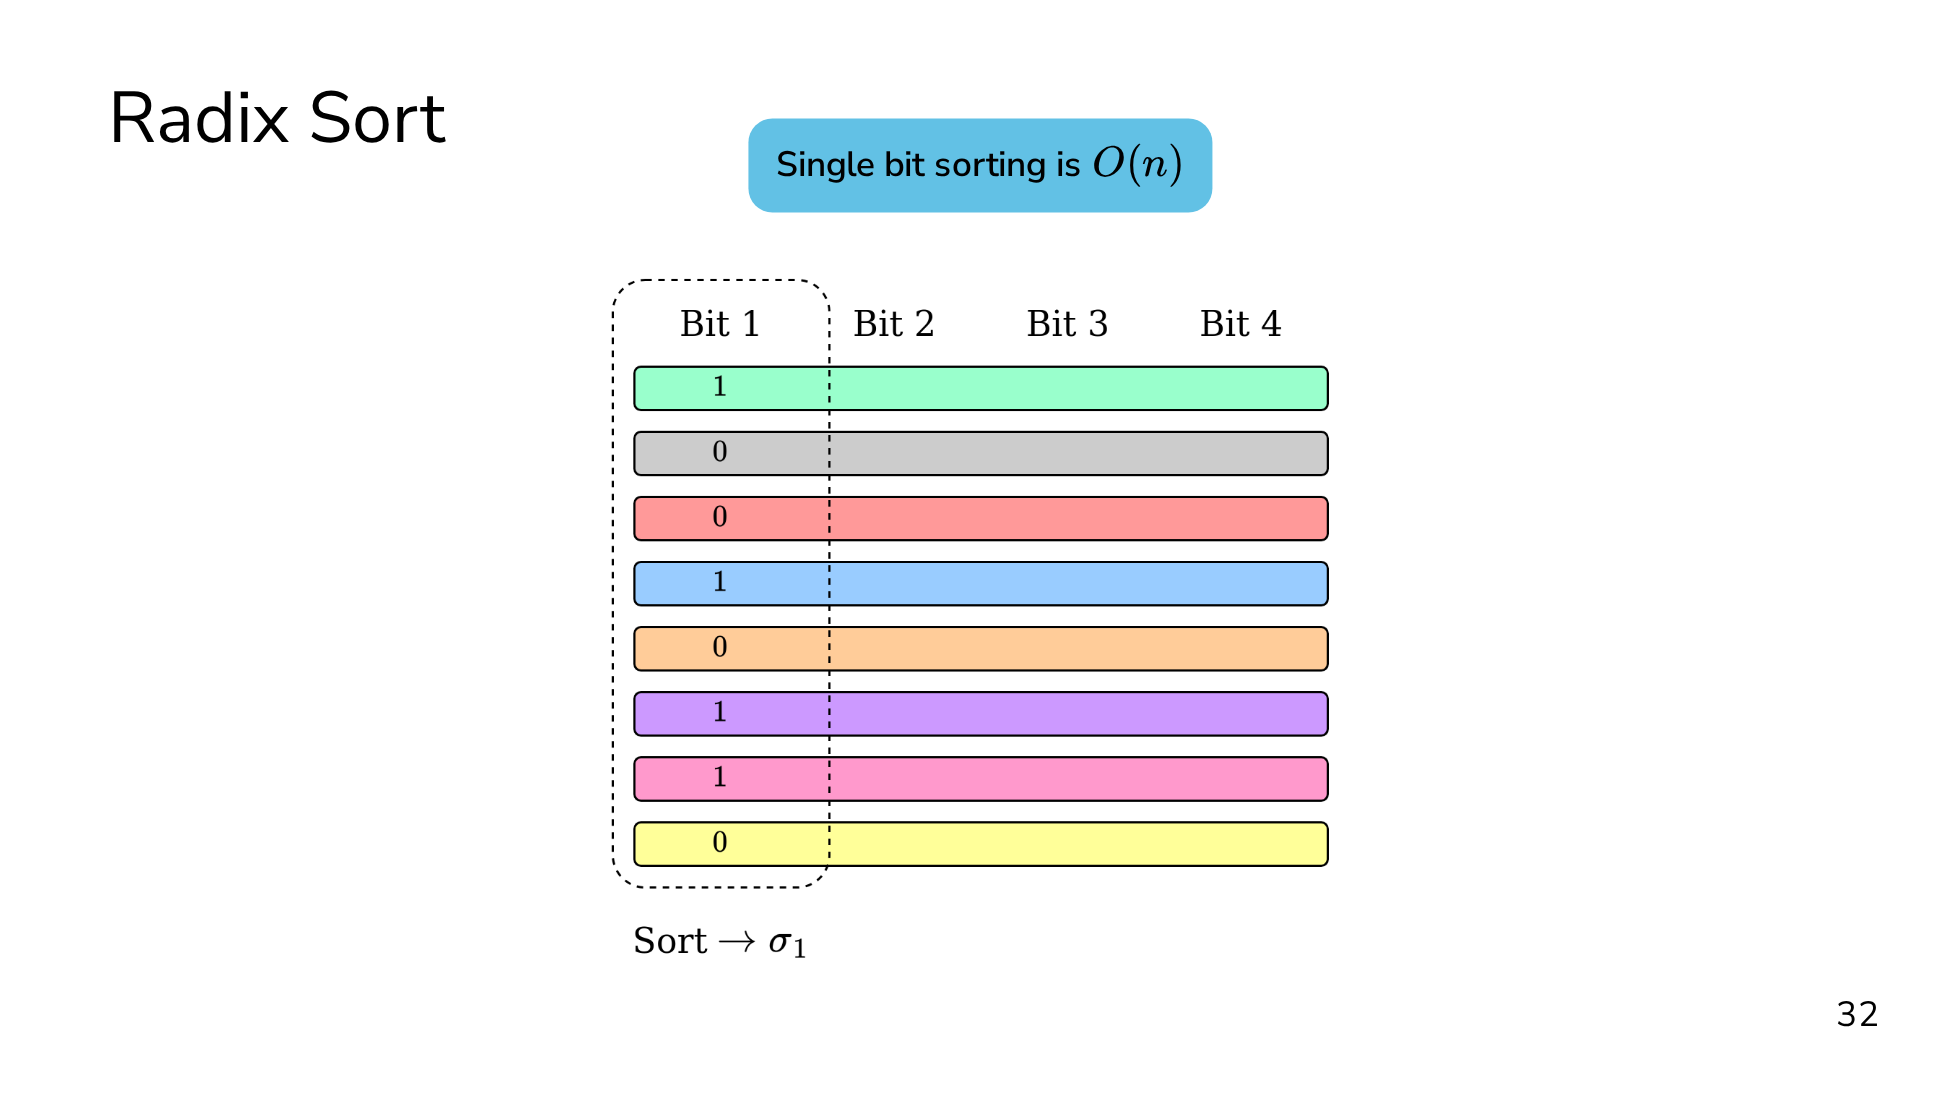 Radix Sort
Single bit sorting is O(n)
Bit 1 Bit 2 Bit 3 Bit 4
1
0
0
1
0
1
1
0
Sort → σ₁
32